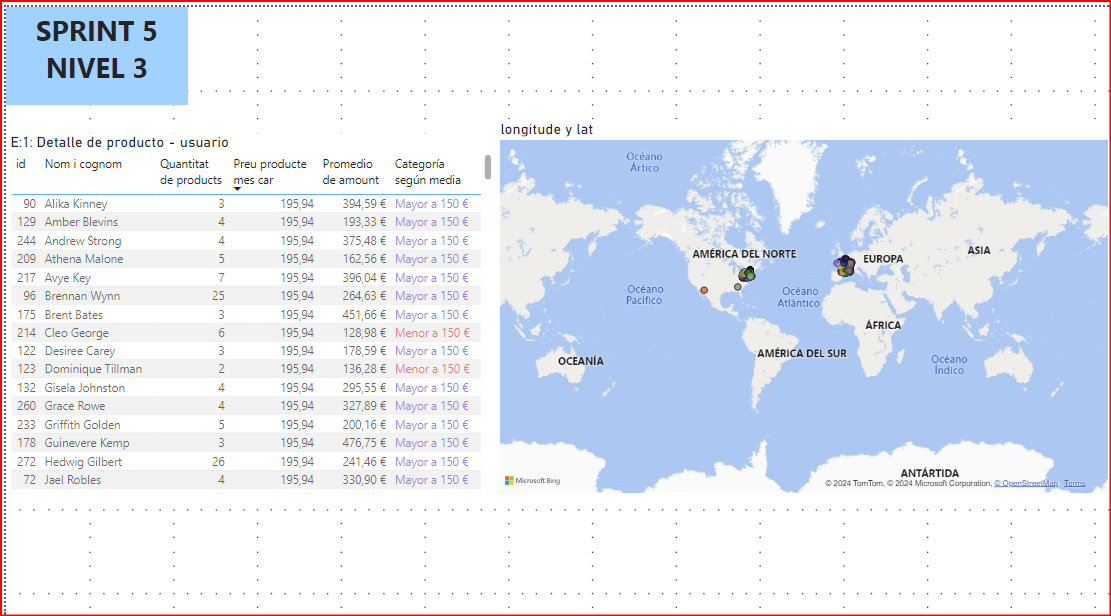 SPRINT 5
NIVEL 3
E:1: Detalle de producto - usuario
id Nom i cognom Quantitat de products Preu producte mes car Promedio de amount Categoría según media
90 Alika Kinney 3 195,94 394,59 € Mayor a 150 €
129 Amber Blevins 4 195,94 193,33 € Mayor a 150 €
244 Andrew Strong 4 195,94 375,48 € Mayor a 150 €
209 Athena Malone 5 195,94 162,56 € Mayor a 150 €
217 Avye Key 7 195,94 396,04 € Mayor a 150 €
96 Brennan Wynn 25 195,94 264,63 € Mayor a 150 €
175 Brent Bates 3 195,94 451,66 € Mayor a 150 €
214 Cleo George 6 195,94 128,98 € Menor a 150 €
122 Desiree Carey 3 195,94 178,59 € Mayor a 150 €
123 Dominique Tillman 2 195,94 136,28 € Menor a 150 €
132 Gisela Johnston 4 195,94 295,55 € Mayor a 150 €
260 Grace Rowe 4 195,94 327,89 € Mayor a 150 €
233 Griffith Golden 5 195,94 200,16 € Mayor a 150 €
178 Guinevere Kemp 3 195,94 476,75 € Mayor a 150 €
272 Hedwig Gilbert 26 195,94 241,46 € Mayor a 150 €
72 Jael Robles 4 195,94 330,90 € Mayor a 150 €
longitude y lat
Océano
Ártico
AMÉRICA DEL NORTE
EUROPA
ASIA
Océano
Pacífico
Océano
Atlántico
ÁFRICA
OCEANÍA
AMÉRICA DEL SUR
Océano
Índico
ANTÁRTIDA
Microsoft Bing
© 2024 TomTom, © 2024 Microsoft Corporation, © OpenStreetMap Terms